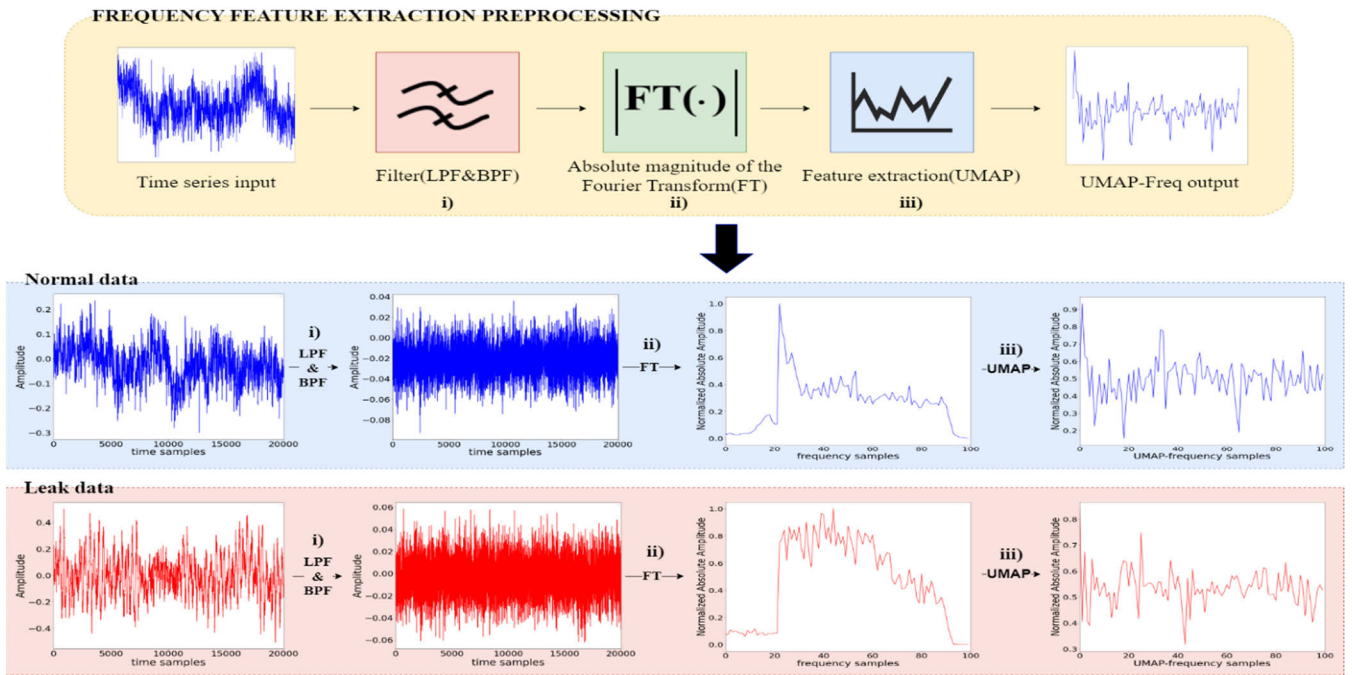 FREQUENCY FEATURE EXTRACTION PREPROCESSING
|FT(·)|
Time series input
Filter(LPF&BPF)
Absolute magnitude of the
Fourier Transform(FT)
Feature extraction(UMAP)
UMAP-Freq output
i)
ii)
iii)
Normal data
Amplitude
0.2
0.1
0.0
−0.1
−0.2
−0.3
0
5000
10000
15000
20000
time samples
i)
LPF
&
BPF
Amplitude
0.04
0.02
0.00
−0.02
−0.04
−0.06
−0.08
0
5000
10000
15000
20000
time samples
ii)
FT
Normalized Absolute Amplitude
1.0
0.8
0.6
0.4
0.2
0.0
0
20
40
60
80
100
frequency samples
iii)
UMAP
Normalized Absolute Amplitude
0.9
0.8
0.7
0.6
0.5
0.4
0.3
0.2
0
20
40
60
80
100
UMAP-frequency samples
Leak data
Amplitude
0.4
0.2
0.0
−0.2
−0.4
0
5000
10000
15000
20000
time samples
i)
LPF
&
BPF
Amplitude
0.06
0.04
0.02
0.00
−0.02
−0.04
−0.06
0
5000
10000
15000
20000
time samples
ii)
FT
Normalized Absolute Amplitude
1.0
0.8
0.6
0.4
0.2
0.0
0
20
40
60
80
100
frequency samples
iii)
UMAP
Normalized Absolute Amplitude
0.8
0.7
0.6
0.5
0.4
0.3
0
20
40
60
80
100
UMAP-frequency samples